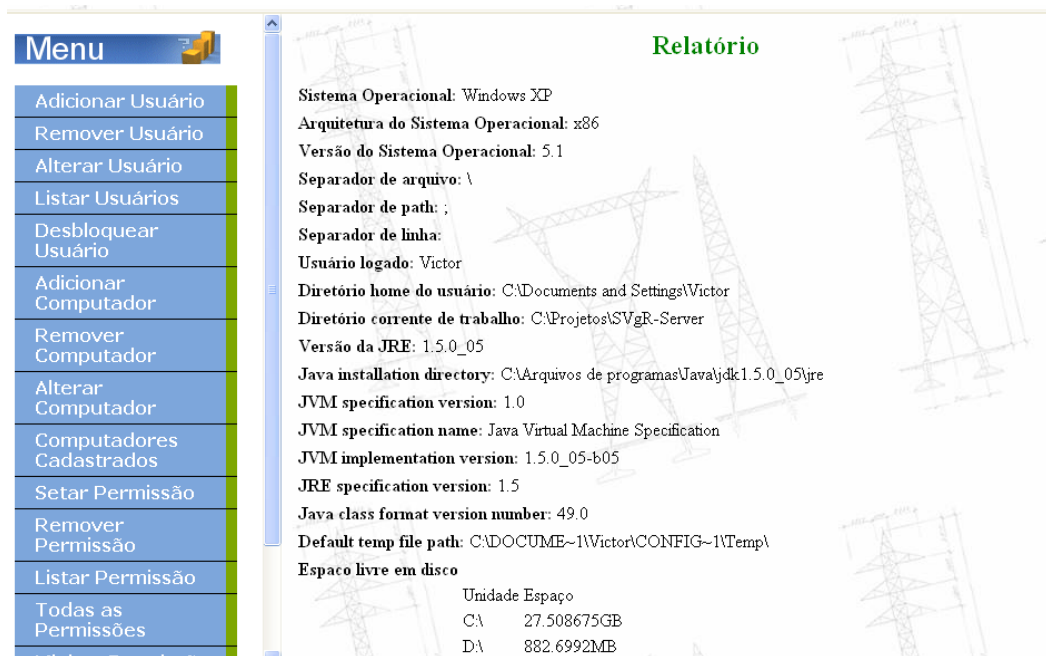 Menu
Adicionar Usuário
Remover Usuário
Alterar Usuário
Listar Usuários
Desbloquear
Usuário
Adicionar
Computador
Remover
Computador
Alterar
Computador
Computadores
Cadastrados
Setar Permissão
Remover
Permissão
Listar Permissão
Todas as
Permissões
Relatório
Sistema Operacional: Windows XP
Arquitetura do Sistema Operacional: x86
Versão do Sistema Operacional: 5.1
Separador de arquivo: \
Separador de path: ;
Separador de linha:
Usuário logado: Victor
Diretório home do usuário: C:\Documents and Settings\Victor
Diretório corrente de trabalho: C:\Projetos\SVgR-Server
Versão da JRE: 1.5.0_05
Java installation directory: C:\Arquivos de programas\Java\jdk1.5.0_05\jre
JVM specification version: 1.0
JVM specification name: Java Virtual Machine Specification
JVM implementation version: 1.5.0_05-b05
JRE specification version: 1.5
Java class format version number: 49.0
Default temp file path: C:\DOCUME~1\Victor\CONFIG~1\Temp\
Espaco livre em disco
Unidade Espaço
C:\ 27.508675GB
D:\ 882.6992MB